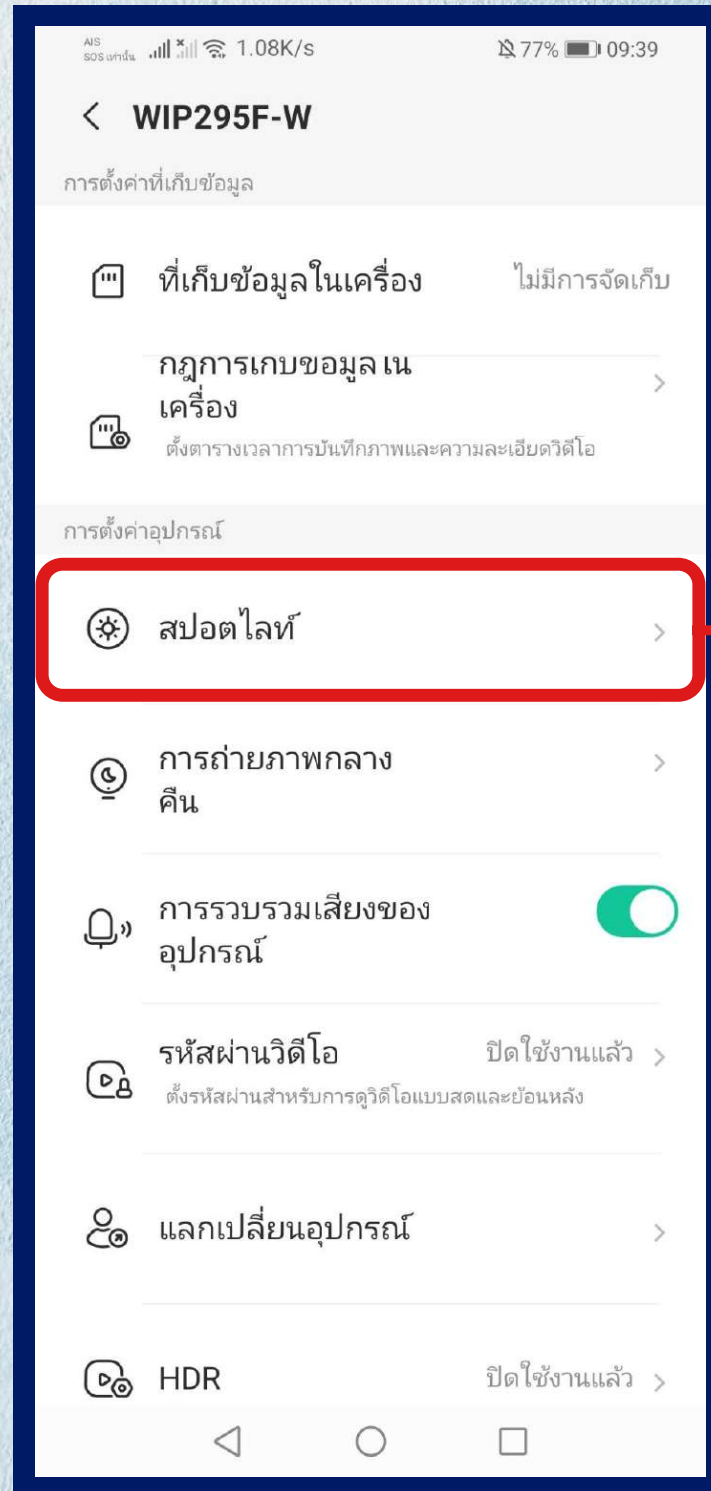 AIS
SOS เท่านั้น 1.08K/s 77% 09:39
WIP295F-W
การตั้งค่าที่เก็บข้อมูล
ที่เก็บข้อมูลในเครื่อง ไม่มีการจัดเก็บ
กฎการเกบขอมูลใน
เครื่อง
ตั้งตารางเวลาการบันทึกภาพและความละเอียดวิดีโอ
การตั้งค่าอุปกรณ์
สปอตไลท์
การถ่ายภาพกลาง
คืน
การรวบรวมเสียงของ
อุปกรณ์
รหัสผ่านวิดีโอ ปิดใช้งานแล้ว
ตั้งรหัสผ่านสำหรับการดูวิดีโอแบบสดและย้อนหลัง
แลกเปลี่ยนอุปกรณ์
HDR ปิดใช้งานแล้ว